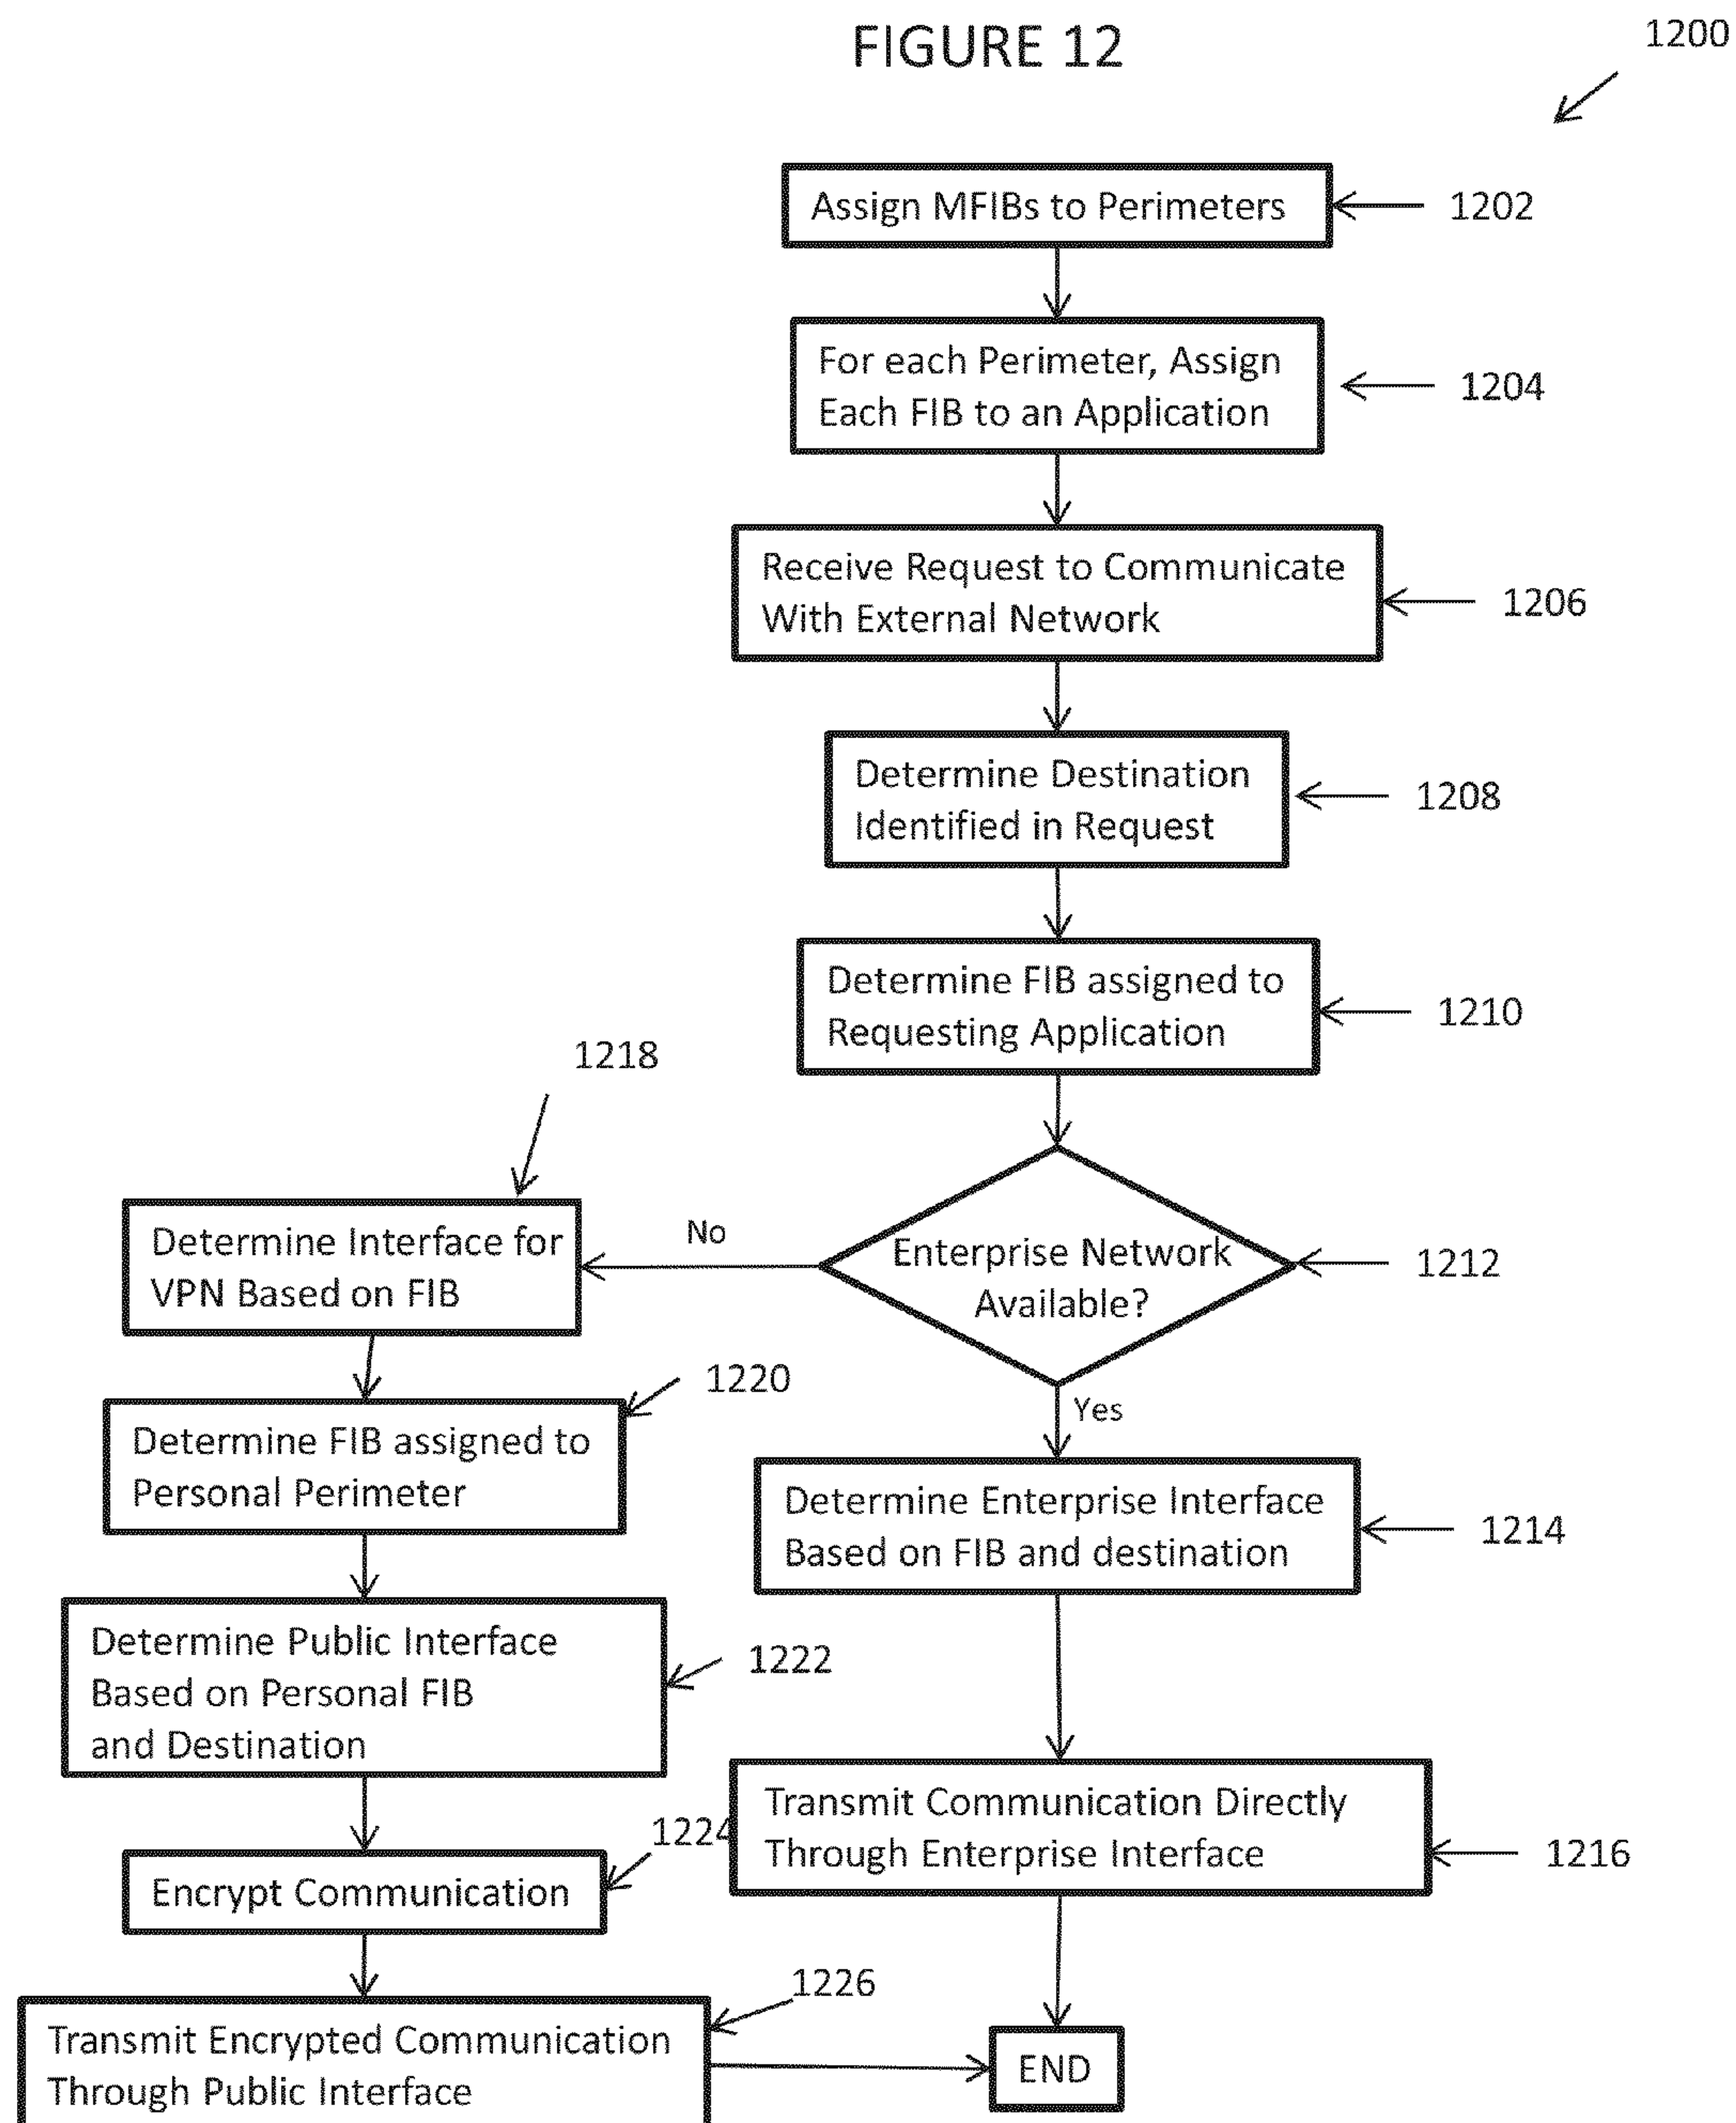 FIGURE 12
1200
Assign MFIBs to Perimeters
1202
For each Perimeter, Assign
Each FIB to an Application
1204
Receive Request to Communicate
With External Network
1206
Determine Destination
Identified in Request
1208
Determine FIB assigned to
Requesting Application
1210
Enterprise Network
Available?
1212
No
Yes
1218
Determine Interface for
VPN Based on FIB
1220
Determine FIB assigned to
Personal Perimeter
1222
Determine Public Interface
Based on Personal FIB
and Destination
1224
Encrypt Communication
1226
Transmit Encrypted Communication
Through Public Interface
Determine Enterprise Interface
Based on FIB and destination
1214
Transmit Communication Directly
Through Enterprise Interface
1216
END